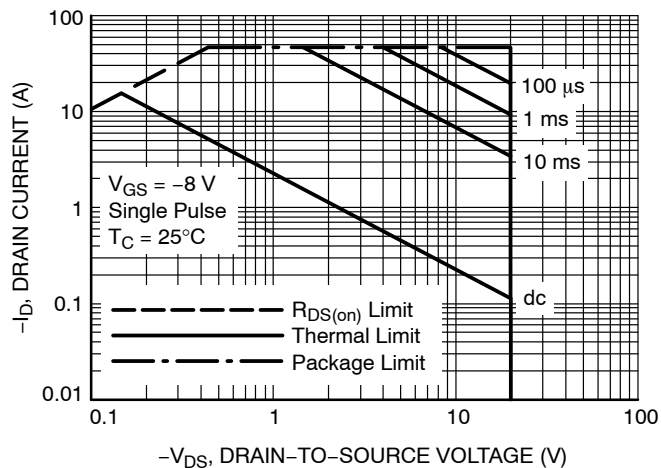 100
10
1
0.1
0.01
-I_D, DRAIN CURRENT (A)
100 μs
1 ms
10 ms
dc
V_GS = −8 V
Single Pulse
T_C = 25°C
R_DS(on) Limit
Thermal Limit
Package Limit
0.1
1
10
100
-V_DS, DRAIN−TO−SOURCE VOLTAGE (V)